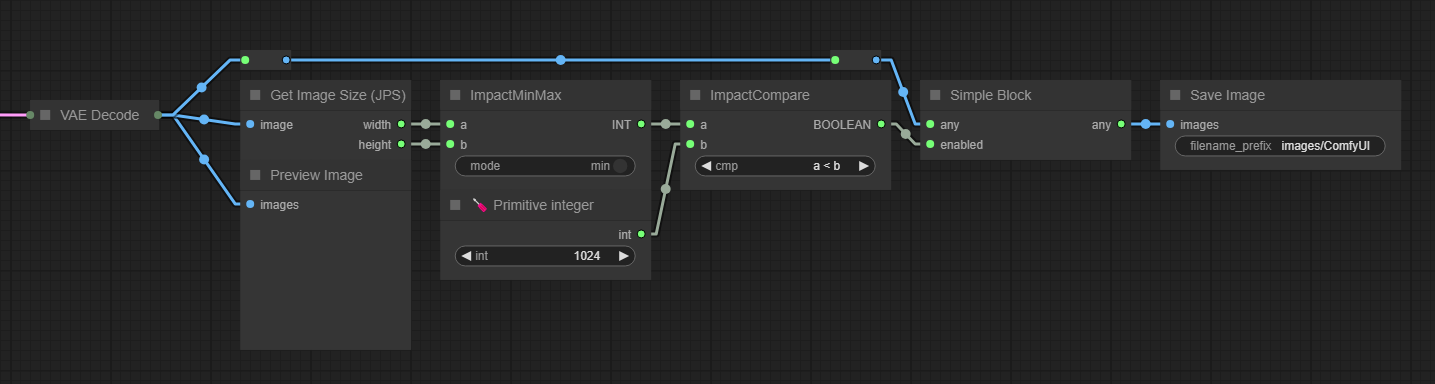 VAE Decode
Get Image Size (JPS)
image width
height
Preview Image
images
ImpactMinMax
a INT
b
mode min
Primitive integer
int
int 1024
ImpactCompare
a BOOLEAN
b
cmp a < b
Simple Block
any any
enabled
Save Image
images
filename_prefix images/ComfyUI